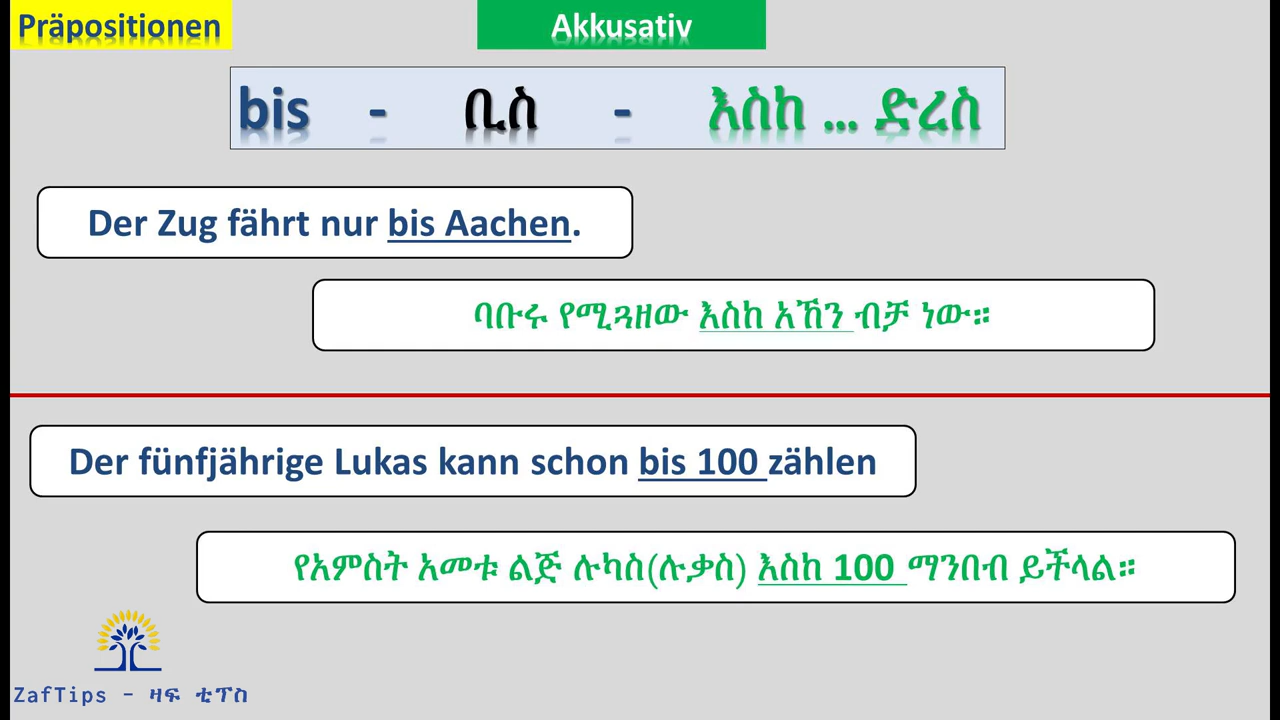 Präpositionen
Akkusativ
bis - ቢስ - እስከ ... ድረስ
Der Zug fährt nur bis Aachen.
ባቡሩ የሚጓዘው እስከ አኸን ብቻ ነው።
Der fünfjährige Lukas kann schon bis 100 zählen
የአምስት አመቱ ልጅ ሉካስ(ሉቃስ) እስከ 100 ማንበብ ይችላል።
ZafTips - ዛፍ ቲፕስ